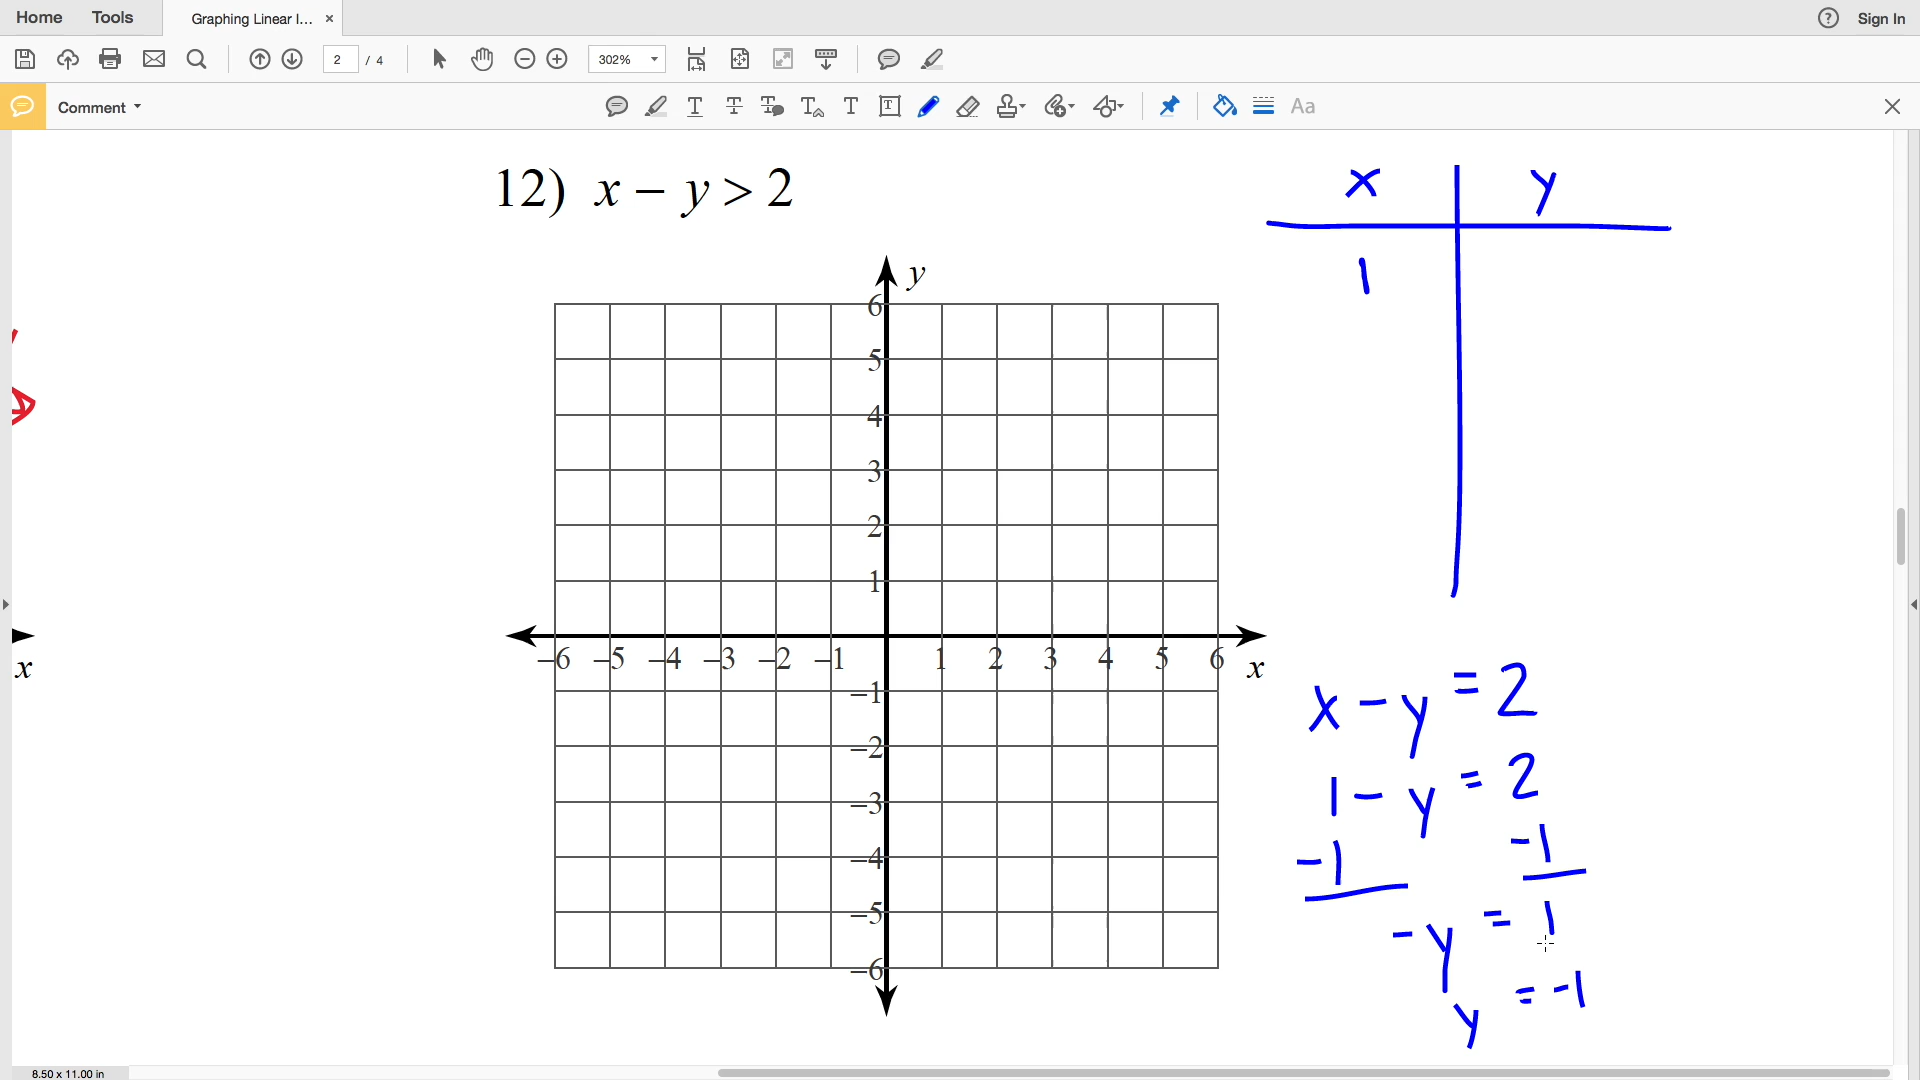 Home Tools Graphing Linear I... × ? Sign In
2 / 4 302%
Comment T T T T T T Aa
12) x − y > 2
x y
1
y
6
5
4
3
2
1
−6 −5 −4 −3 −2 −1 1 2 3 4 5 6 x
−1
−2
−3
−4
−5
−6
x
x - y = 2
1 - y = 2
-1 -1
-y = 1
y = -1
8.50 x 11.00 in